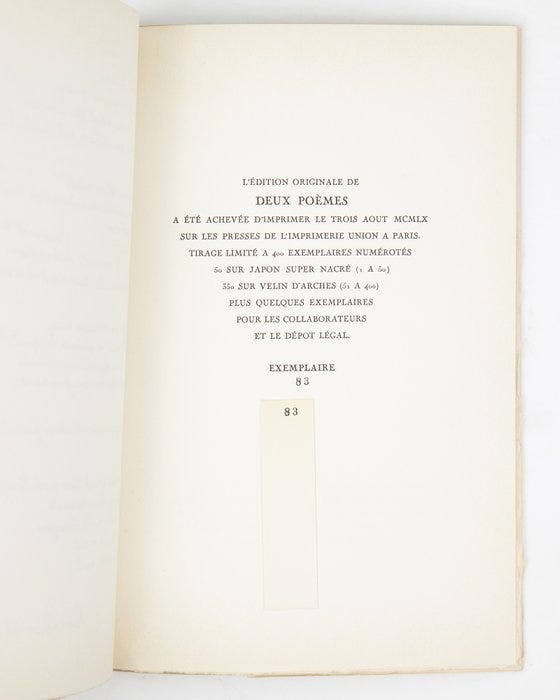 L'ÉDITION ORIGINALE DE
DEUX POÈMES
A ÉTÉ ACHEVÉE D'IMPRIMER LE TROIS AOUT MCMLX
SUR LES PRESSES DE L'IMPRIMERIE UNION A PARIS.
TIRAGE LIMITÉ A 400 EXEMPLAIRES NUMÉROTÉS
50 SUR JAPON SUPER NACRÉ (1 A 50)
350 SUR VELIN D'ARCHES (51 A 400)
PLUS QUELQUES EXEMPLAIRES
POUR LES COLLABORATEURS
ET LE DÉPOT LÉGAL.
EXEMPLAIRE
83
83